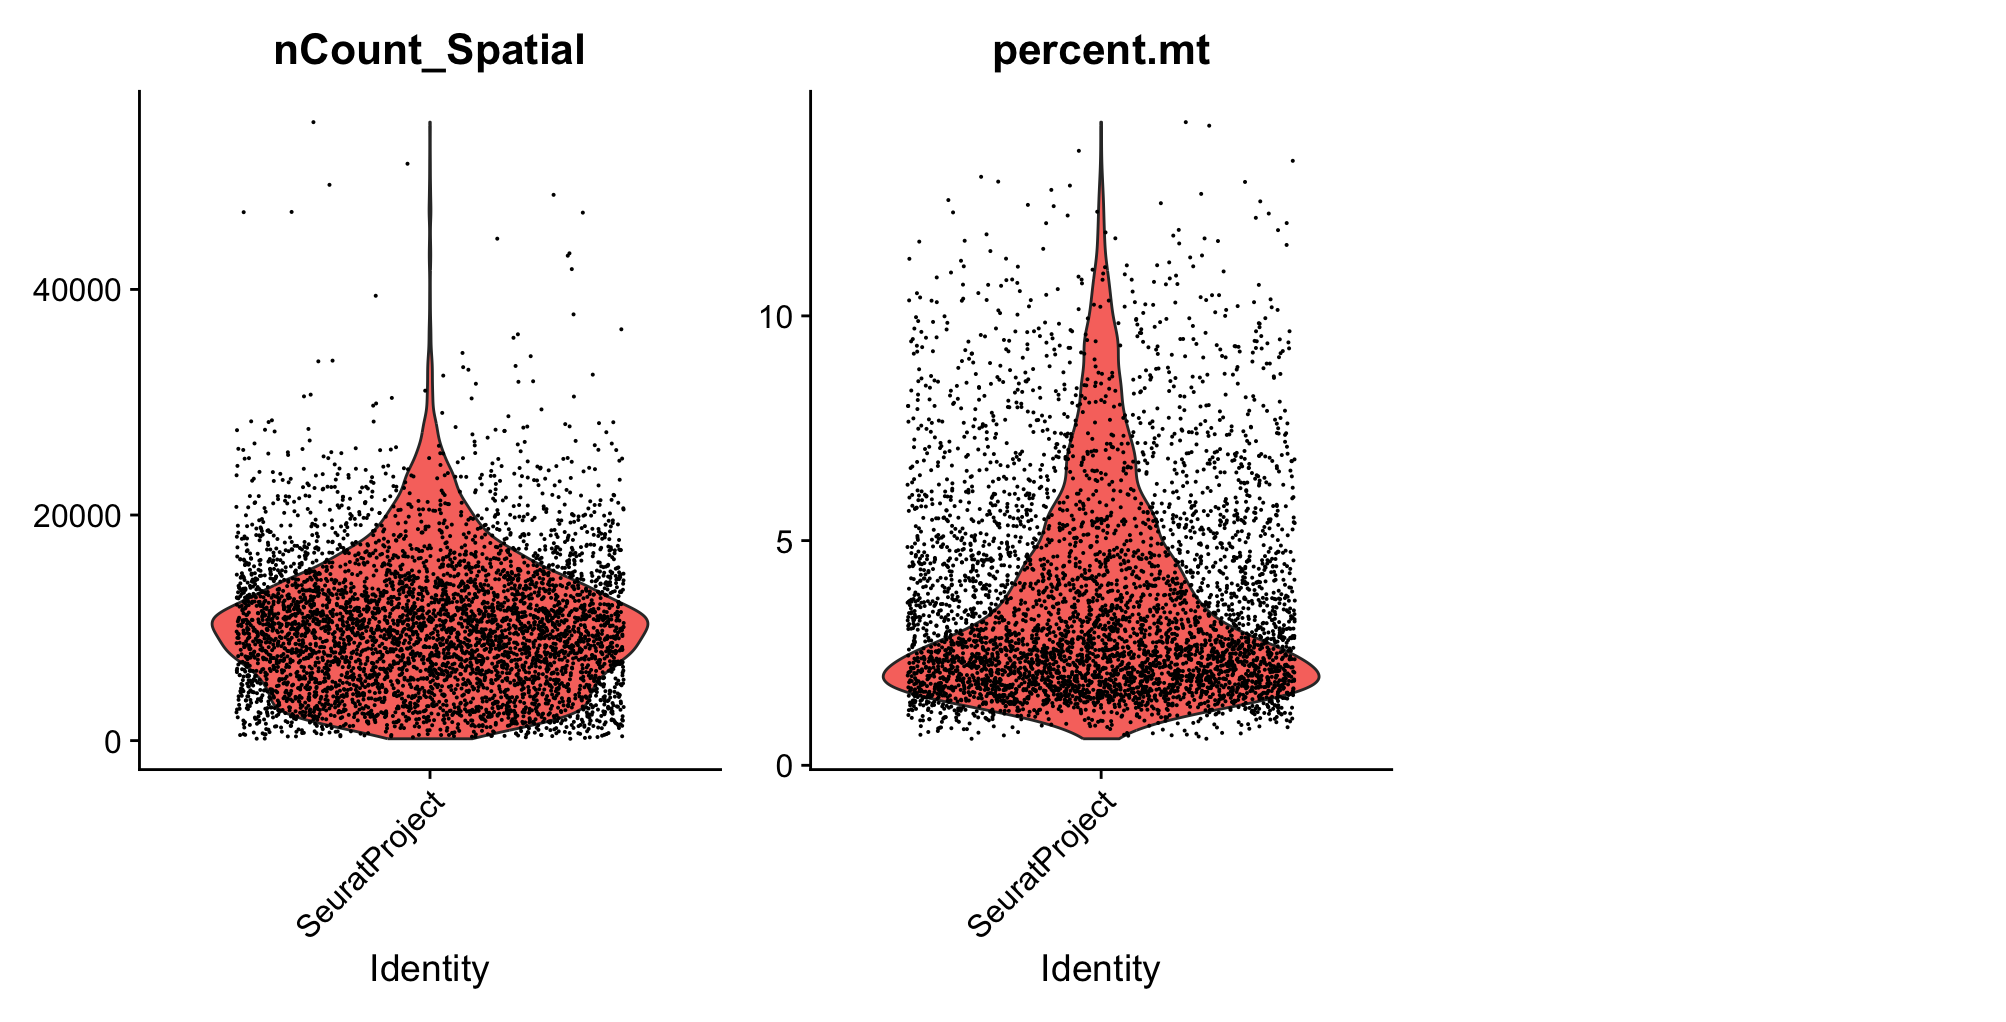 nCount_Spatial
40000
20000
0
SeuratProject
Identity
percent.mt
10
5
0
SeuratProject
Identity